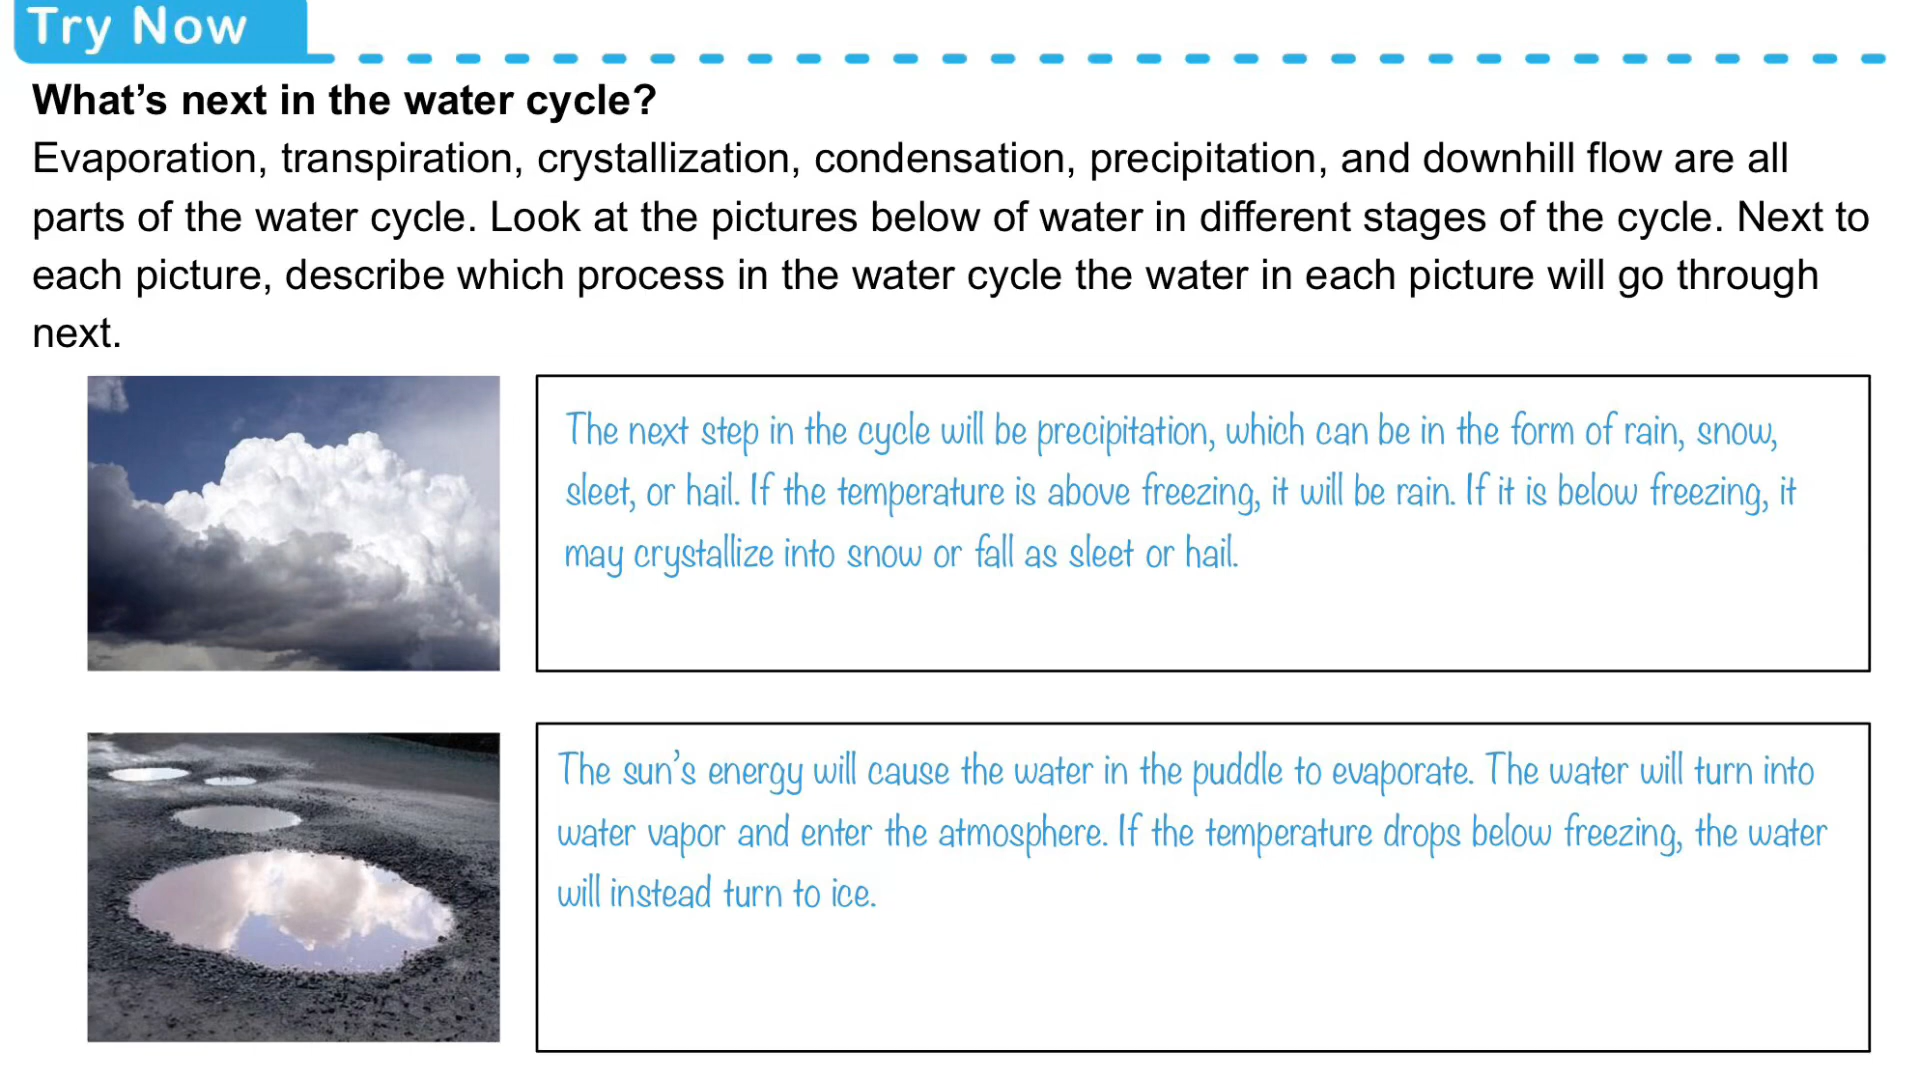 Try Now
What’s next in the water cycle?
Evaporation, transpiration, crystallization, condensation, precipitation, and downhill flow are all
parts of the water cycle. Look at the pictures below of water in different stages of the cycle. Next to
each picture, describe which process in the water cycle the water in each picture will go through
next.
The next step in the cycle will be precipitation, which can be in the form of rain, snow,
sleet, or hail. If the temperature is above freezing, it will be rain. If it is below freezing, it
may crystallize into snow or fall as sleet or hail.
The sun’s energy will cause the water in the puddle to evaporate. The water will turn into
water vapor and enter the atmosphere. If the temperature drops below freezing, the water
will instead turn to ice.